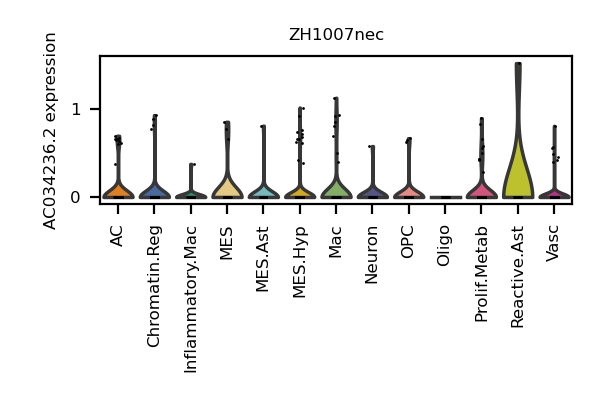 ZH1007nec
AC034236.2 expression
1
0
AC
Chromatin.Reg
Inflammatory.Mac
MES
MES.Ast
MES.Hyp
Mac
Neuron
OPC
Oligo
Prolif.Metab
Reactive.Ast
Vasc